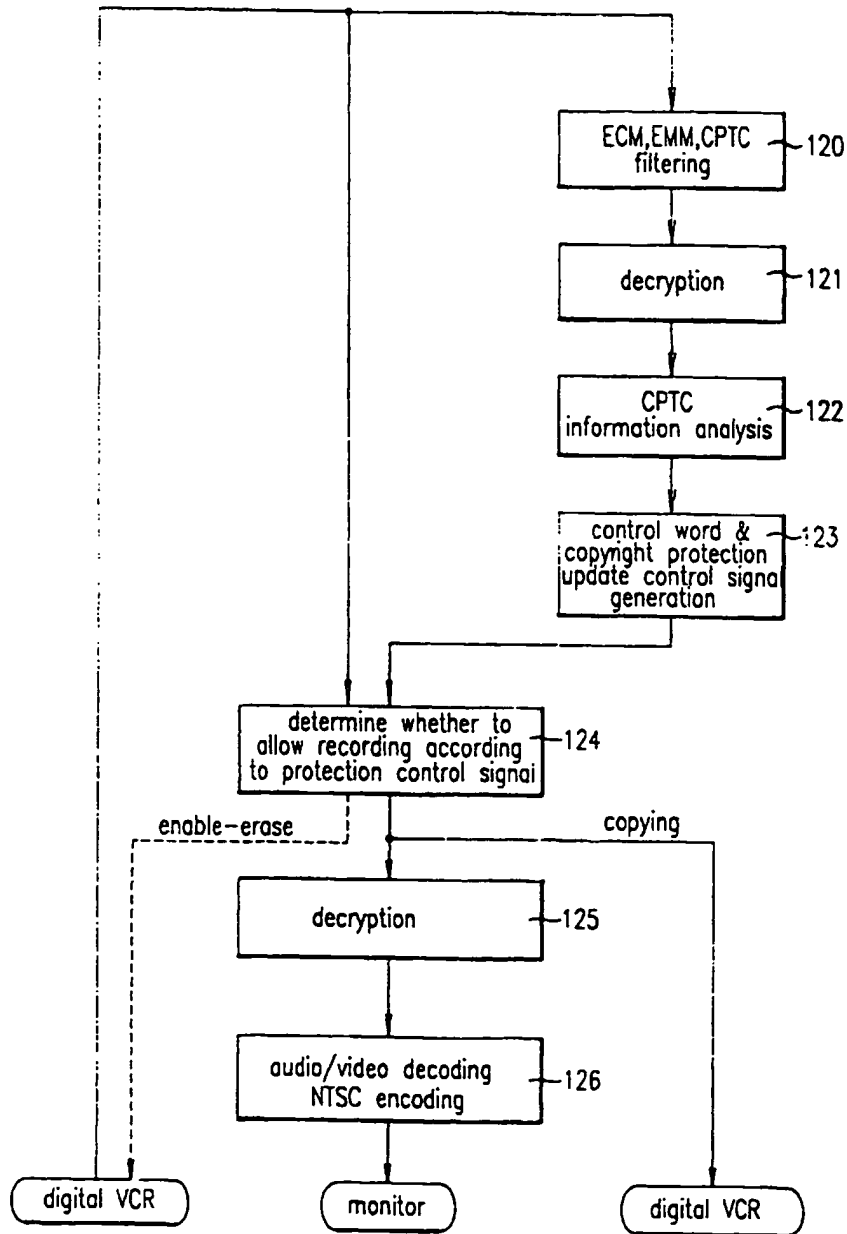 ECM,EMM,CPTC
filtering
120
decryption
121
CPTC
information analysis
122
control word &
copyright protection
update control signal
generation
123
determine whether to
allow recording according
to protection control signal
124
enable-erase
copying
decryption
125
audio/video decoding
NTSC encoding
126
digital VCR
monitor
digital VCR